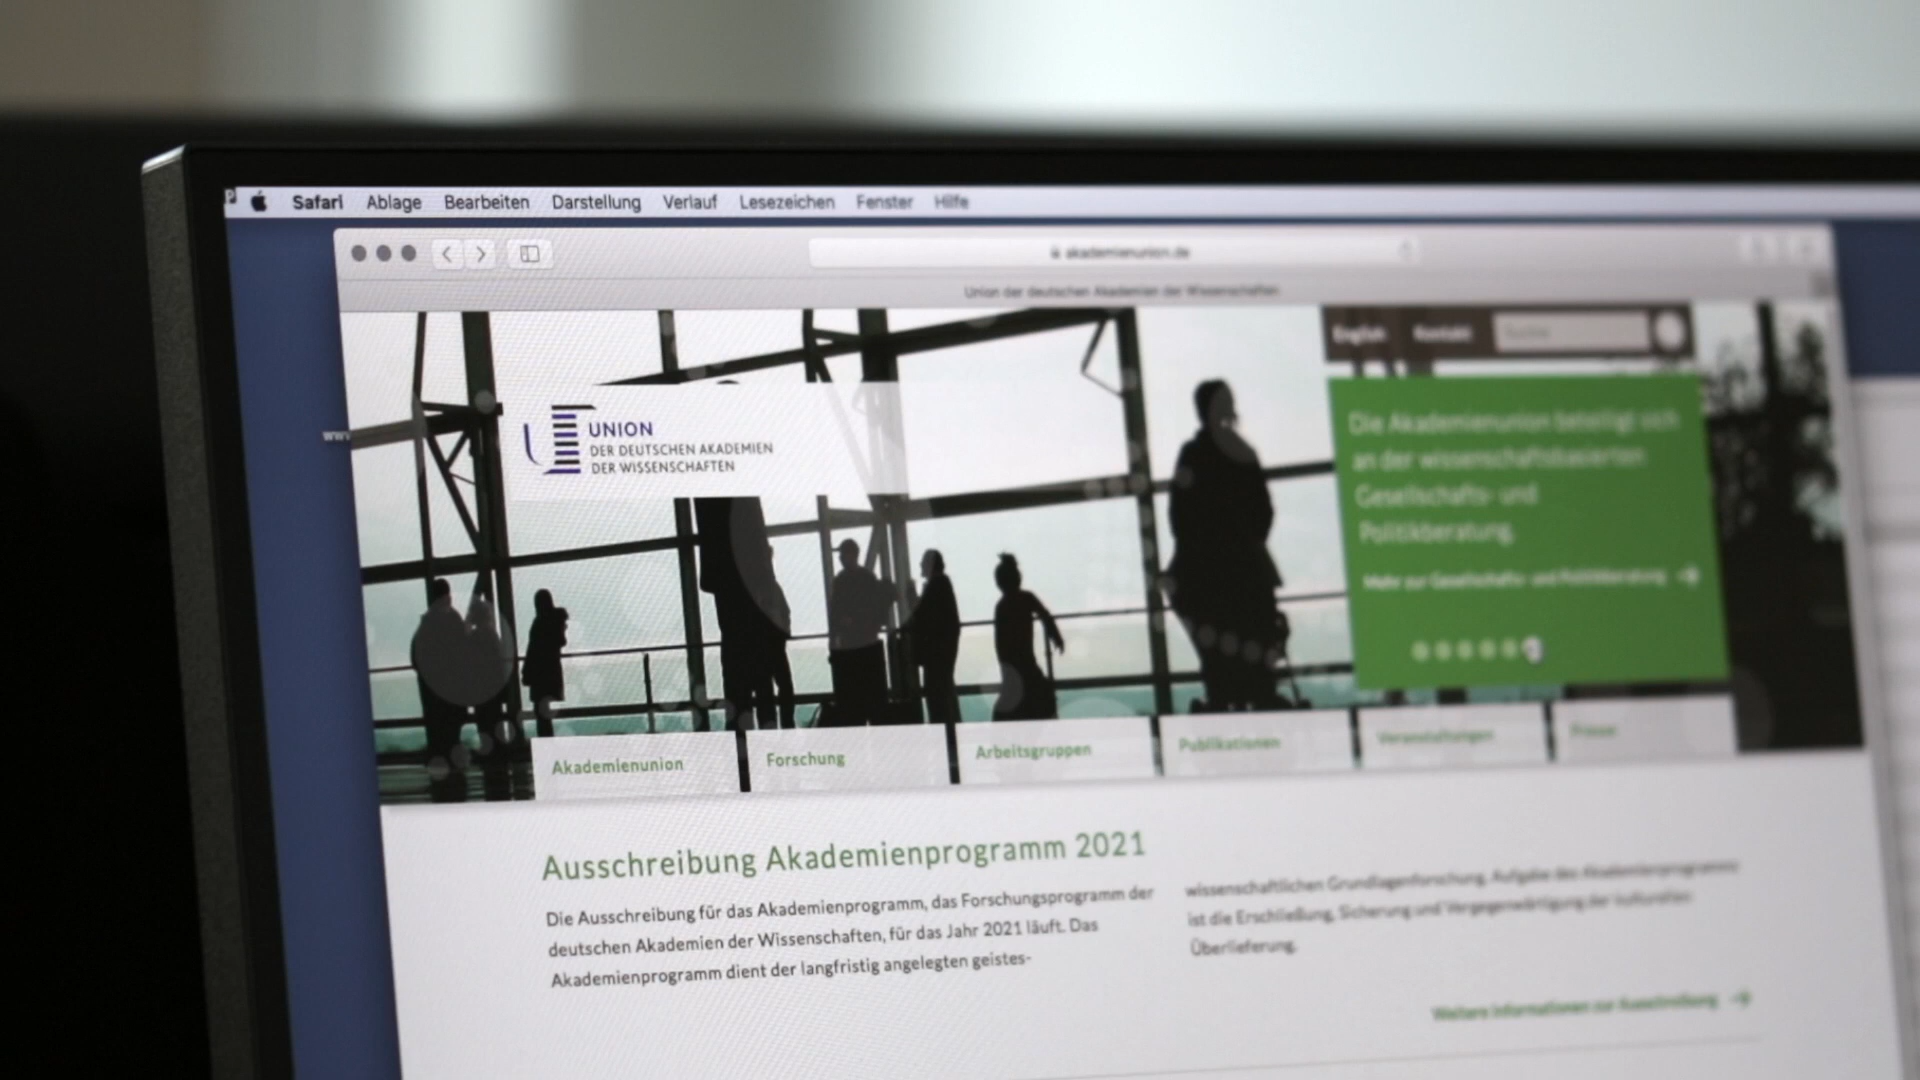 Safari Ablage Bearbeiten Darstellung Verlauf Lesezeichen Fenster Hilfe
akademienunion.de
Union der deutschen Akademien der Wissenschaften
English Kontakt Suche
www
UNION
DER DEUTSCHEN AKADEMIEN
DER WISSENSCHAFTEN
Die Akademienunion beteiligt sich
an der wissenschaftsbasierten
Gesellschafts- und
Politikberatung.
Mehr zur Gesellschafts- und Politikberatung
Akademienunion Forschung Arbeitsgruppen Publikationen Veranstaltungen Presse
Ausschreibung Akademienprogramm 2021
Die Ausschreibung für das Akademienprogramm, das Forschungsprogramm der
deutschen Akademien der Wissenschaften, für das Jahr 2021 läuft. Das
Akademienprogramm dient der langfristig angelegten geistes-
wissenschaftlichen Grundlagenforschung. Aufgabe des Akademienprogramms
ist die Erschließung, Sicherung und Vergegenwärtigung der kulturellen
Überlieferung.
Weitere Informationen zur Ausschreibung